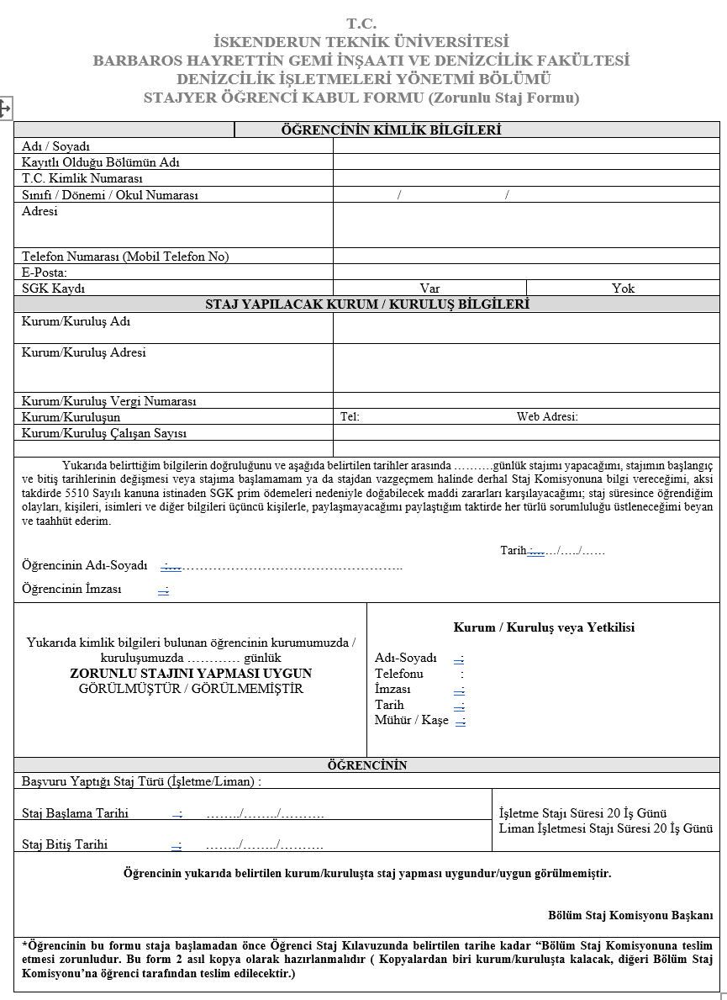 T.C.
İSKENDERUN TEKNİK ÜNİVERSİTESİ
BARBAROS HAYRETTİN GEMİ İNŞAATI VE DENİZCİLİK FAKÜLTESİ
DENİZCİLİK İŞLETMELERİ YÖNETMİ BÖLÜMÜ
STAJYER ÖĞRENCİ KABUL FORMU (Zorunlu Staj Formu)
ÖĞRENCİNİN KİMLİK BİLGİLERİ
Adı / Soyadı
Kayıtlı Olduğu Bölümün Adı
T.C. Kimlik Numarası
Sınıfı / Dönemi / Okul Numarası / /
Adresi
Telefon Numarası (Mobil Telefon No)
E-Posta:
SGK Kaydı Var Yok
STAJ YAPILACAK KURUM / KURULUŞ BİLGİLERİ
Kurum/Kuruluş Adı
Kurum/Kuruluş Adresi
Kurum/Kuruluş Vergi Numarası
Kurum/Kuruluşun Tel: Web Adresi:
Kurum/Kuruluş Çalışan Sayısı
Yukarıda belirttiğim bilgilerin doğruluğunu ve aşağıda belirtilen tarihler arasında ……….günlük stajımı yapacağımı, stajımın başlangıç
ve bitiş tarihlerinin değişmesi veya stajıma başlamamam ya da stajdan vazgeçmem halinde derhal Staj Komisyonuna bilgi vereceğimi, aksi
takdirde 5510 Sayılı kanuna istinaden SGK prim ödemeleri nedeniyle doğabilecek maddi zararları karşılayacağımı; staj süresince öğrendiğim
olayları, kişileri, isimleri ve diğer bilgileri üçüncü kişilerle, paylaşmayacağımı paylaştığım taktirde her türlü sorumluluğu üstleneceğimi beyan
ve taahhüt ederim.
Tarih :….…/…../……
Öğrencinin Adı-Soyadı :….……………………………………………..
Öğrencinin İmzası :
Kurum / Kuruluş veya Yetkilisi
Yukarıda kimlik bilgileri bulunan öğrencinin kurumumuzda /
kuruluşumuzda ………… günlük
ZORUNLU STAJINI YAPMASI UYGUN
GÖRÜLMÜŞTÜR / GÖRÜLMEMİŞTİR
Adı-Soyadı :
Telefonu :
İmzası :
Tarih :
Mühür / Kaşe :
ÖĞRENCİNİN
Başvuru Yaptığı Staj Türü (İşletme/Liman) :
Staj Başlama Tarihi : ……../……../……….
Staj Bitiş Tarihi : ……../……../……….
İşletme Stajı Süresi 20 İş Günü
Liman İşletmesi Stajı Süresi 20 İş Günü
Öğrencinin yukarıda belirtilen kurum/kuruluşta staj yapması uygundur/uygun görülmemiştir.
Bölüm Staj Komisyonu Başkanı
*Öğrencinin bu formu staja başlamadan önce Öğrenci Staj Kılavuzunda belirtilen tarihe kadar “Bölüm Staj Komisyonuna teslim
etmesi zorunludur. Bu form 2 asıl kopya olarak hazırlanmalıdır ( Kopyalardan biri kurum/kuruluşta kalacak, diğeri Bölüm Staj
Komisyonu’na öğrenci tarafından teslim edilecektir.)